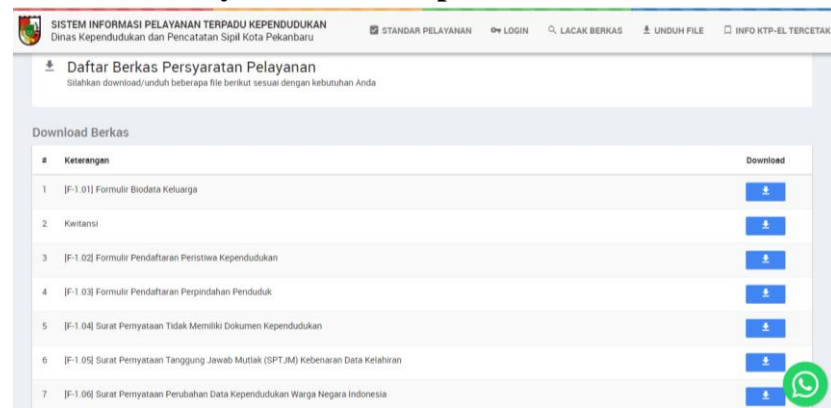 SISTEM INFORMASI PELAYANAN TERPADU KEPENDUDUKAN
Dinas Kependudukan dan Pencatatan Sipil Kota Pekanbaru
STANDAR PELAYANAN LOGIN LACAK BERKAS UNDUH FILE INFO KTP-EL TERCETAK
Daftar Berkas Persyaratan Pelayanan
Silahkan download/unduh beberapa file berikut sesuai dengan kebutuhan Anda
Download Berkas
# Keterangan Download
1 [F-1.01] Formulir Biodata Keluarga
2 Kwitansi
3 [F-1.02] Formulir Pendaftaran Peristiwa Kependudukan
4 [F-1.03] Formulir Pendaftaran Perpindahan Penduduk
5 [F-1.04] Surat Pernyataan Tidak Memiliki Dokumen Kependudukan
6 [F-1.05] Surat Pernyataan Tanggung Jawab Mutlak (SPTJM) Kebenaran Data Kelahiran
7 [F-1.06] Surat Pernyataan Perubahan Data Kependudukan Warga Negara Indonesia